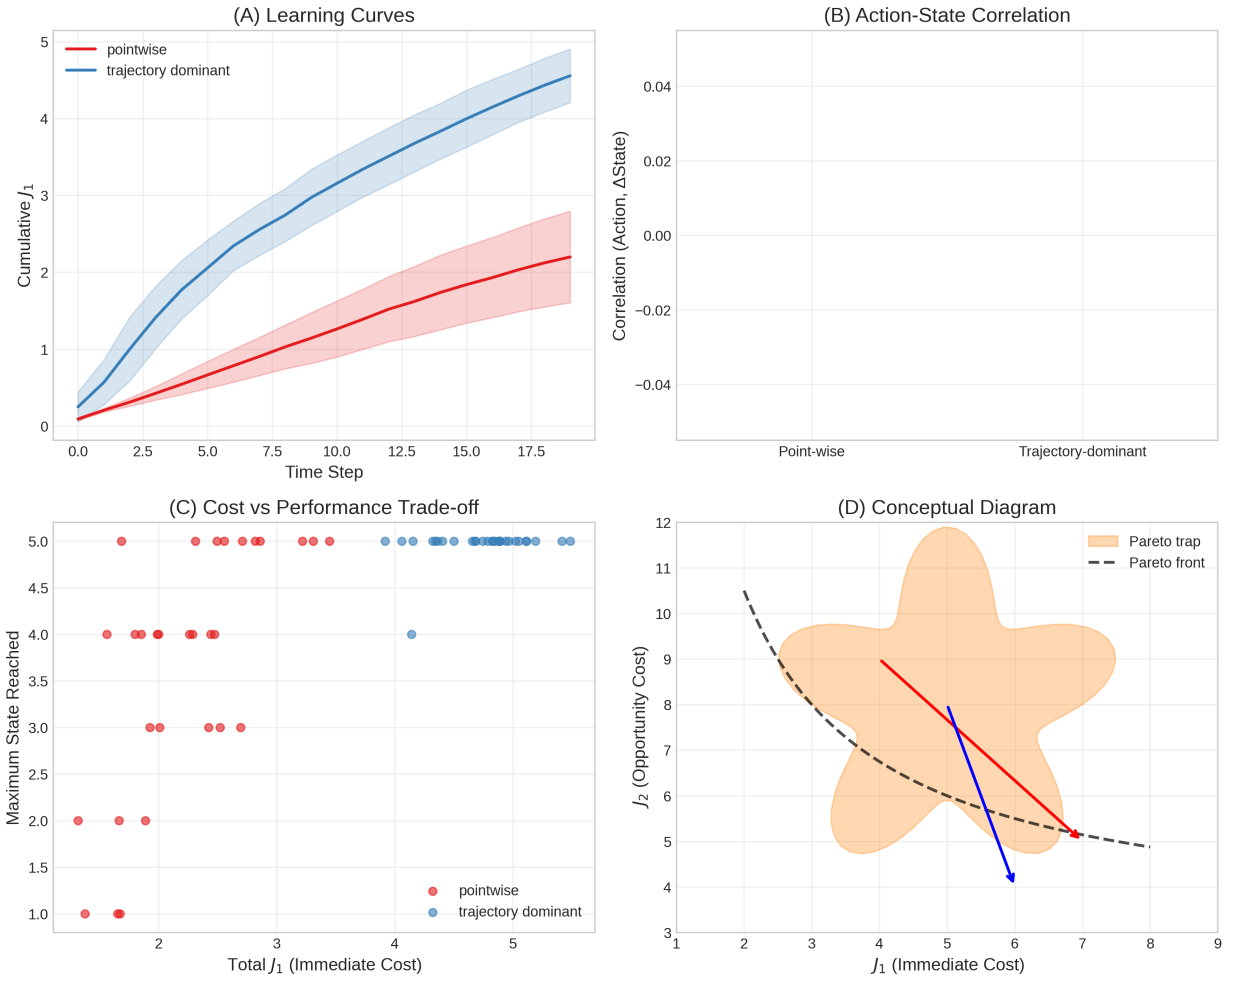 (A) Learning Curves
pointwise
trajectory dominant
Cumulative J1
5
4
3
2
1
0
0.0 2.5 5.0 7.5 10.0 12.5 15.0 17.5
Time Step
(B) Action-State Correlation
Correlation (Action, ΔState)
0.04
0.02
0.00
−0.02
−0.04
Point-wise Trajectory-dominant
(C) Cost vs Performance Trade-off
Maximum State Reached
5.0
4.5
4.0
3.5
3.0
2.5
2.0
1.5
1.0
pointwise
trajectory dominant
2 3 4 5
Total J1 (Immediate Cost)
(D) Conceptual Diagram
Pareto trap
Pareto front
J2 (Opportunity Cost)
12
11
10
9
8
7
6
5
4
3
1 2 3 4 5 6 7 8 9
J1 (Immediate Cost)